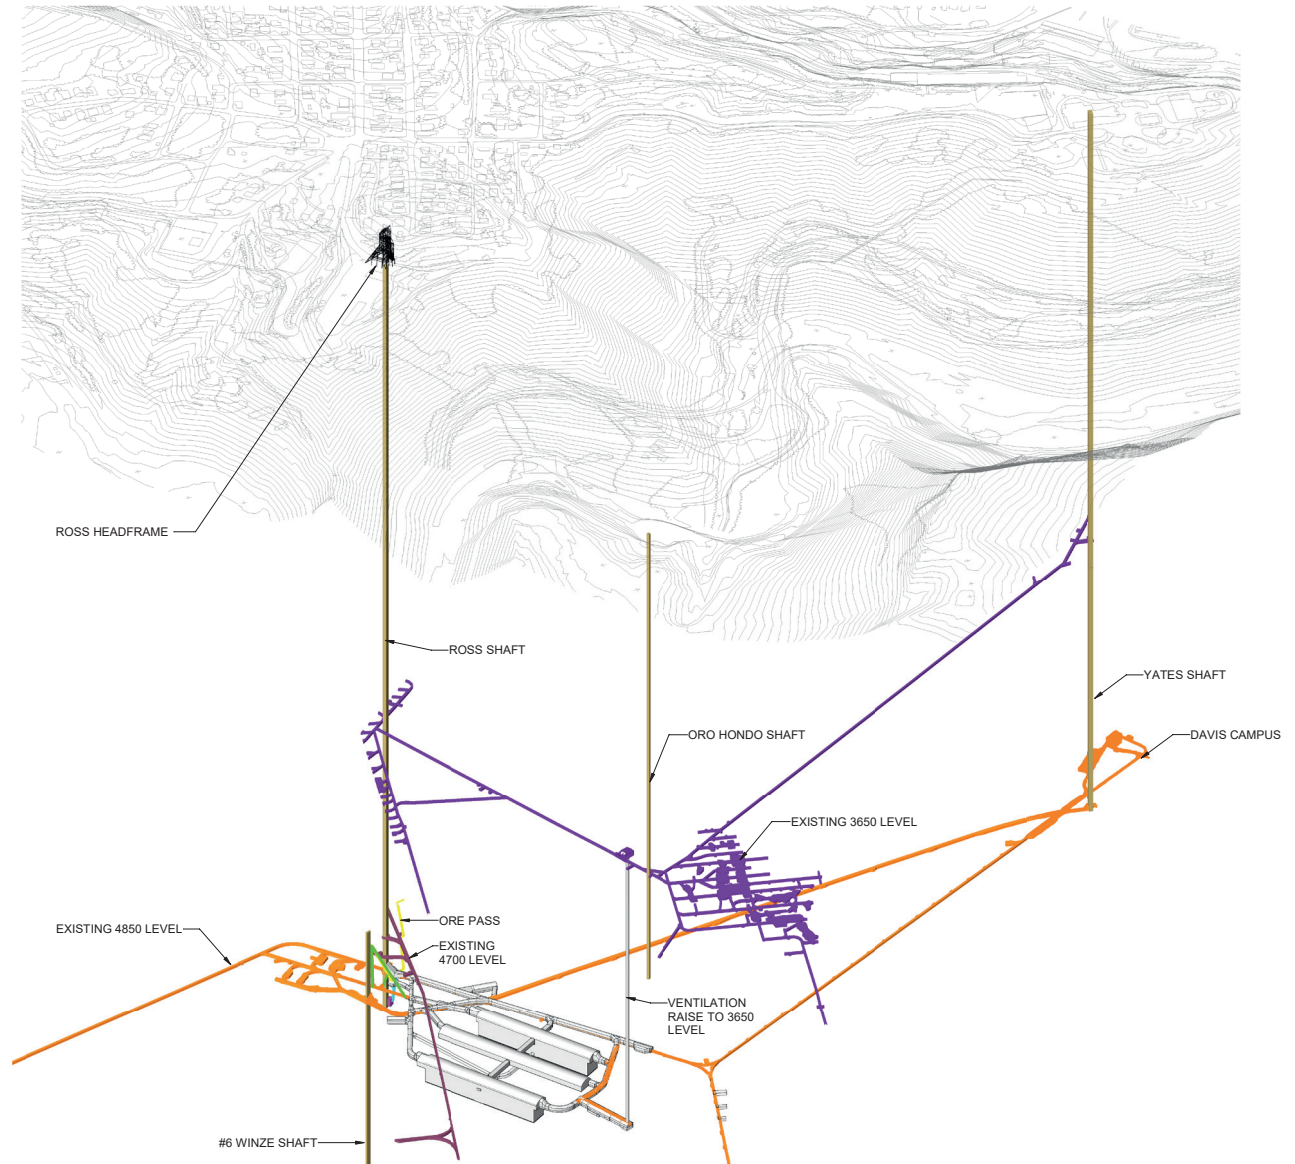 ROSS HEADFRAME
ROSS SHAFT
YATES SHAFT
ORO HONDO SHAFT
DAVIS CAMPUS
EXISTING 3650 LEVEL
ORE PASS
EXISTING 4850 LEVEL
EXISTING
4700 LEVEL
VENTILATION
RAISE TO 3650
LEVEL
#6 WINZE SHAFT